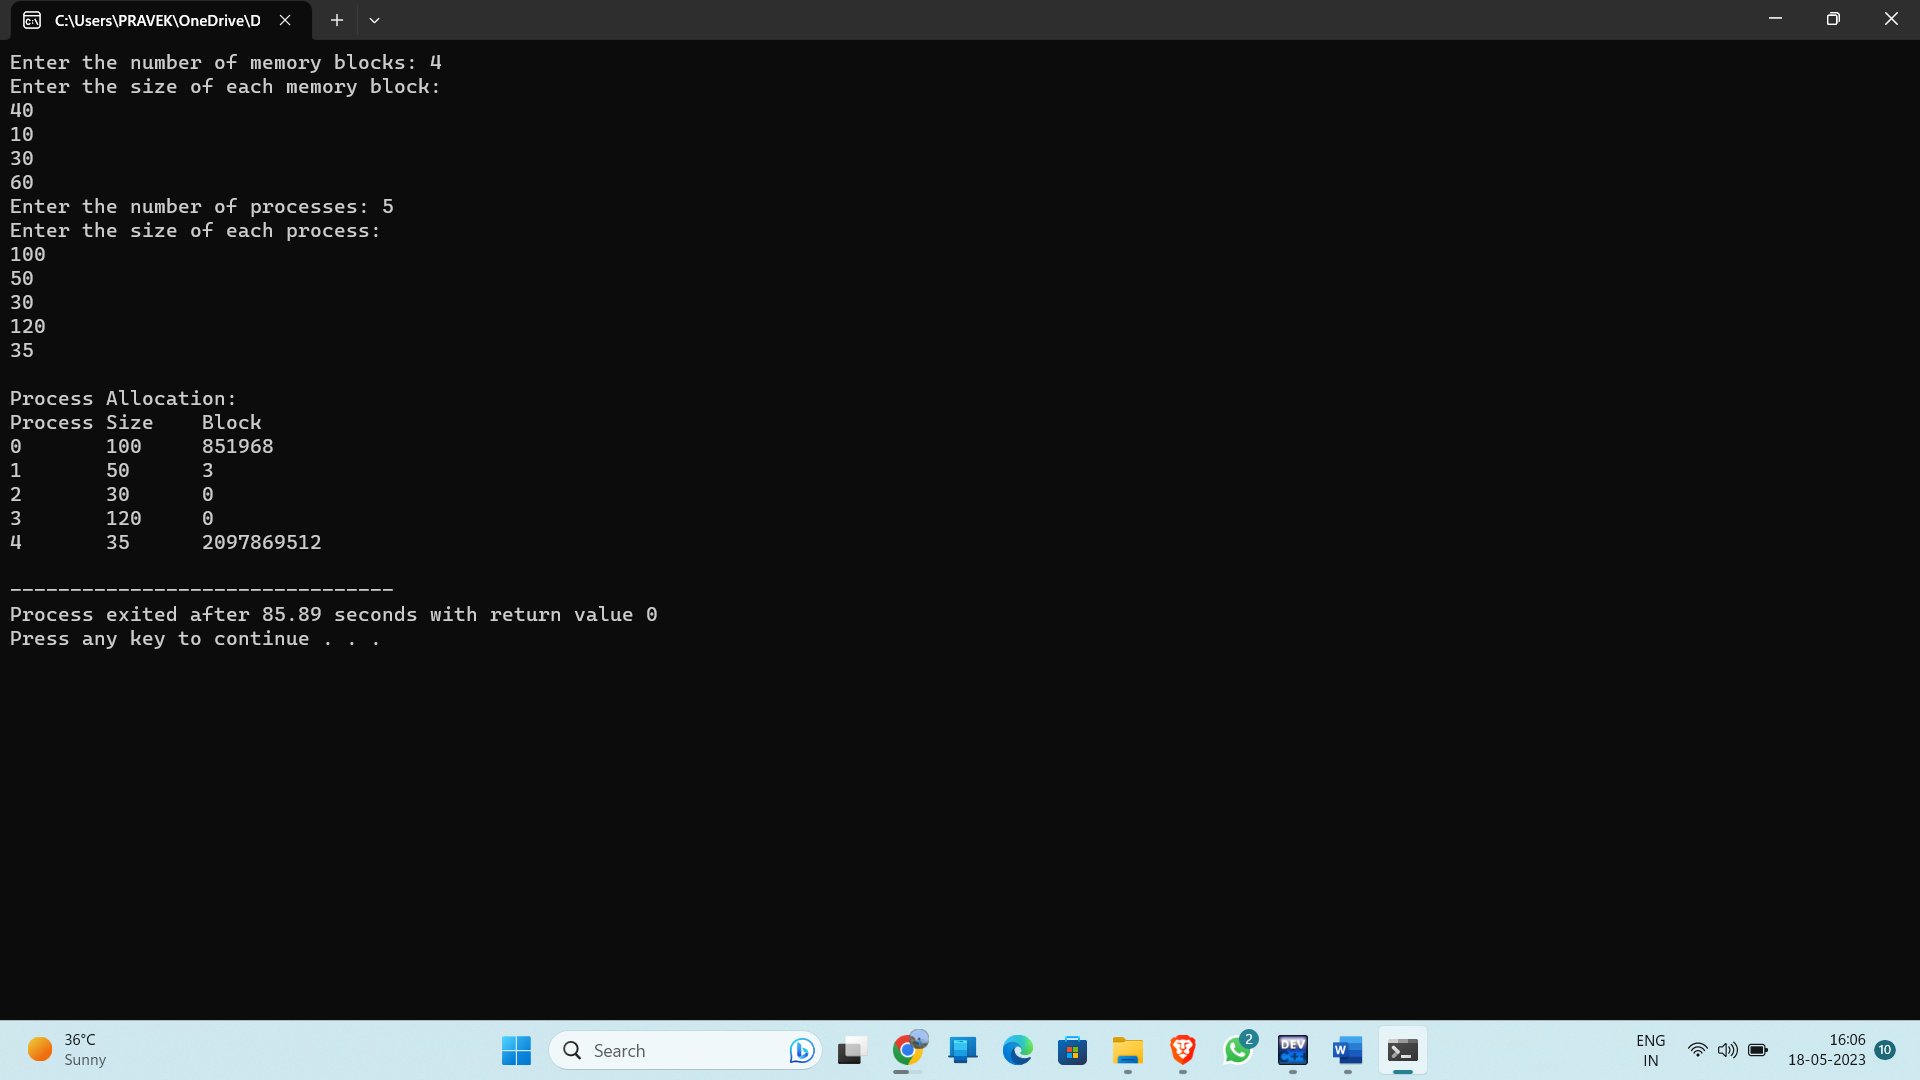 C:\Users\PRAVEK\OneDrive\D
Enter the number of memory blocks: 4
Enter the size of each memory block:
40
10
30
60
Enter the number of processes: 5
Enter the size of each process:
100
50
30
120
35
Process Allocation:
Process Size    Block
0       100     851968
1       50      3
2       30      0
3       120     0
4       35      2097869512
--------------------------------
Process exited after 85.89 seconds with return value 0
Press any key to continue . . .
36°C
Sunny
Search
2
DEV
C++
W
ENG
IN
16:06
18-05-2023
10